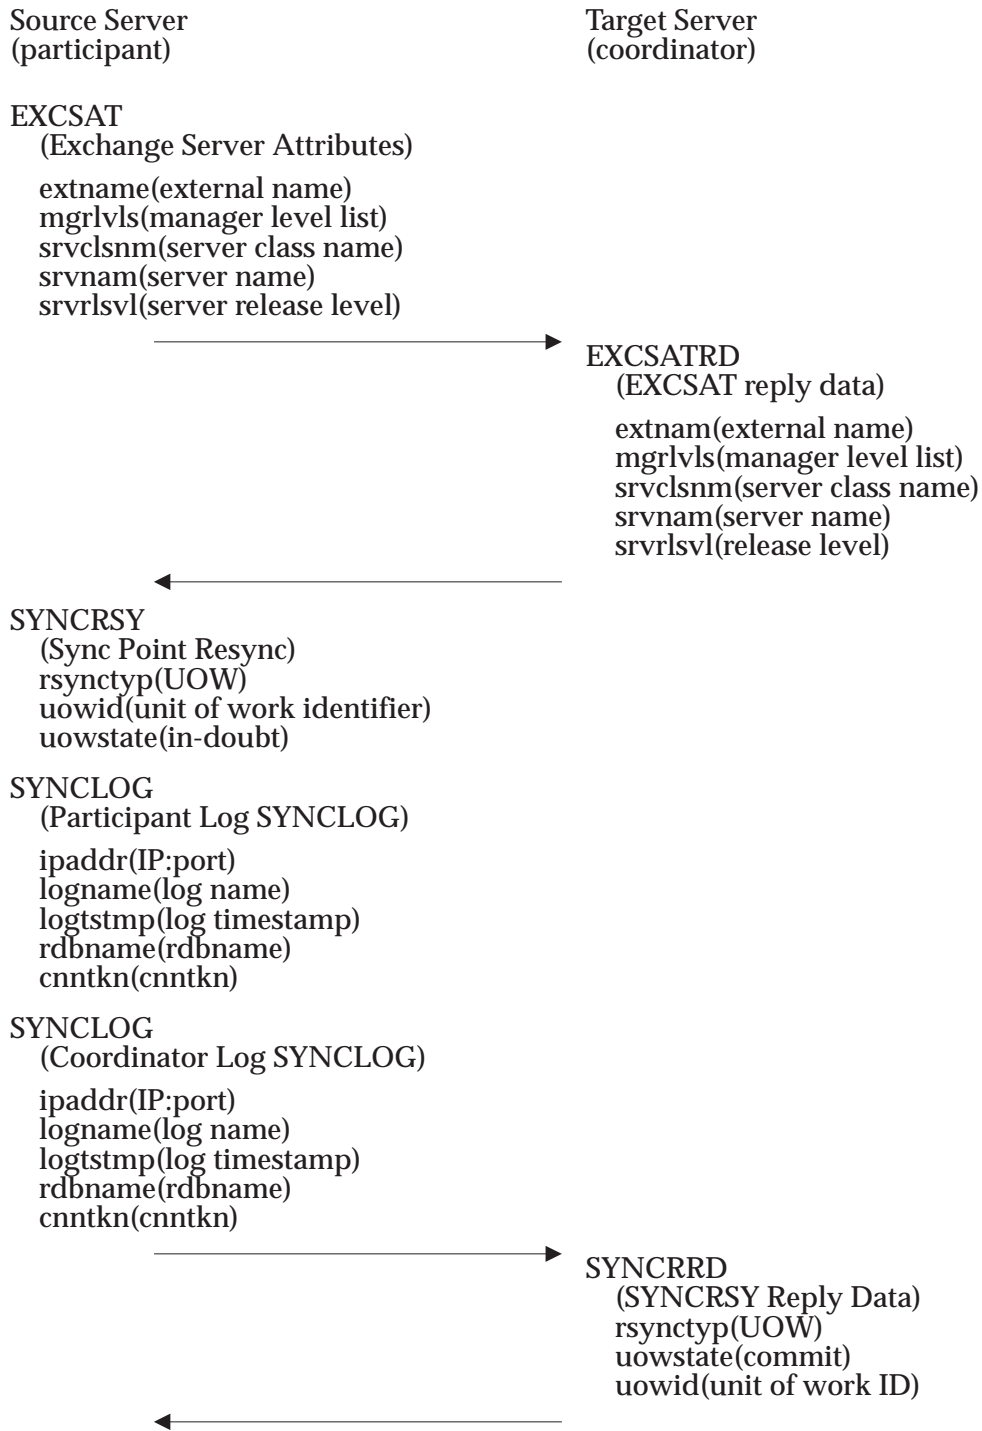 Source Server
(participant)
Target Server
(coordinator)
EXCSAT
(Exchange Server Attributes)
extname(external name)
mgrlvls(manager level list)
srvclsnm(server class name)
srvnam(server name)
srvrlsvl(server release level)
EXCSATRD
(EXCSAT reply data)
extnam(external name)
mgrlvls(manager level list)
srvclsnm(server class name)
srvnam(server name)
srvrlsvl(release level)
SYNCRSY
(Sync Point Resync)
rsynctyp(UOW)
uowid(unit of work identifier)
uowstate(in-doubt)
SYNCLOG
(Participant Log SYNCLOG)
ipaddr(IP:port)
logname(log name)
logtstmp(log timestamp)
rdbname(rdbname)
cnntkn(cnntkn)
SYNCLOG
(Coordinator Log SYNCLOG)
ipaddr(IP:port)
logname(log name)
logtstmp(log timestamp)
rdbname(rdbname)
cnntkn(cnntkn)
SYNCRRD
(SYNCRSY Reply Data)
rsynctyp(UOW)
uowstate(commit)
uowid(unit of work ID)